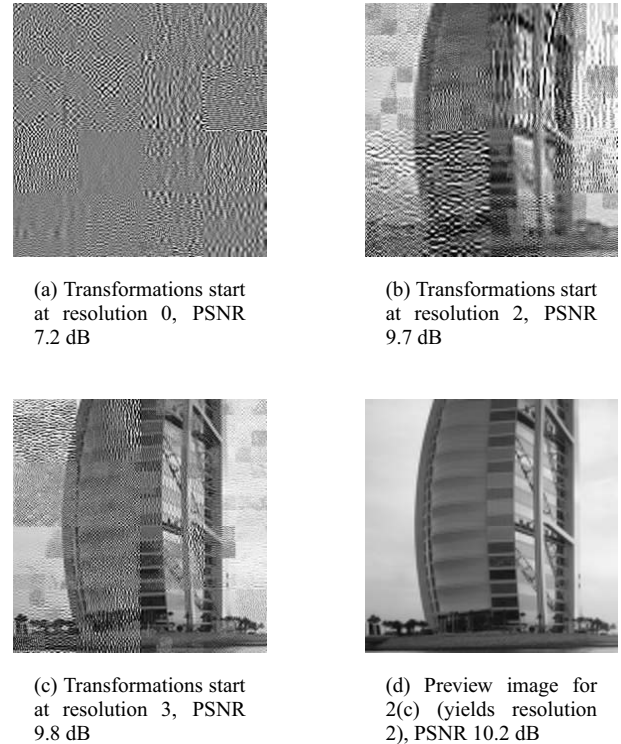 (a) Transformations start
at resolution 0, PSNR
7.2 dB
(b) Transformations start
at resolution 2, PSNR
9.7 dB
(c) Transformations start
at resolution 3, PSNR
9.8 dB
(d) Preview image for
2(c) (yields resolution
2), PSNR 10.2 dB